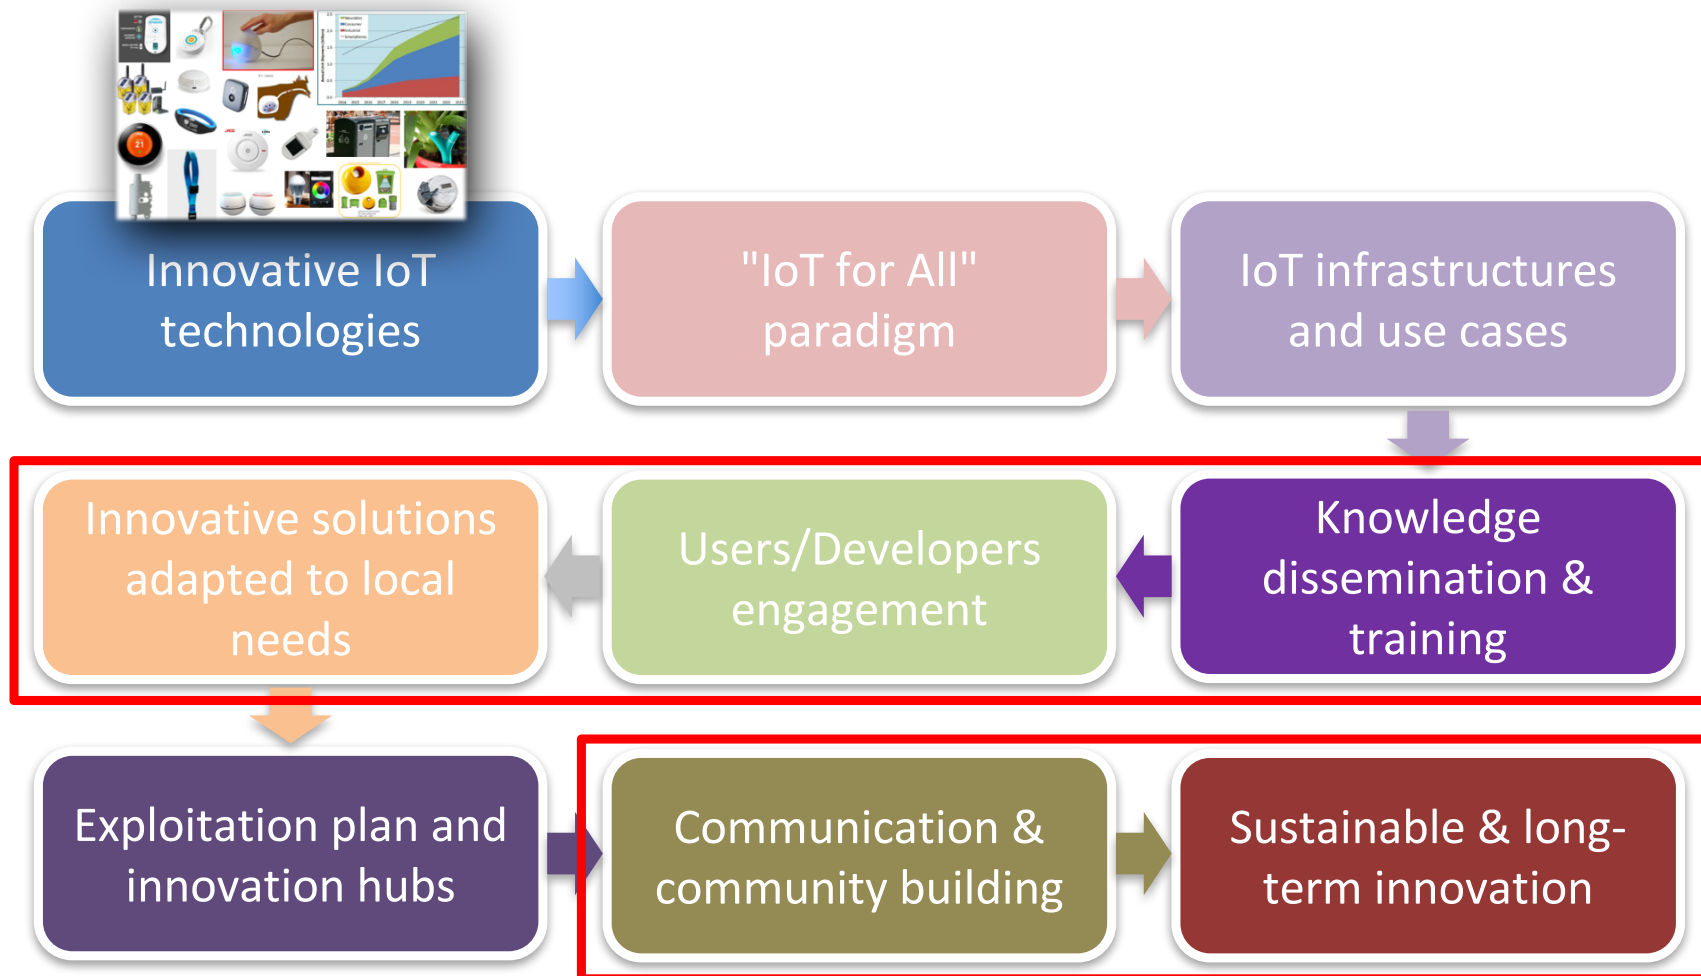 Innovative IoT
technologies
"IoT for All"
paradigm
IoT infrastructures
and use cases
Innovative solutions
adapted to local
needs
Users/Developers
engagement
Knowledge
dissemination &
training
Exploitation plan and
innovation hubs
Communication &
community building
Sustainable & long-
term innovation